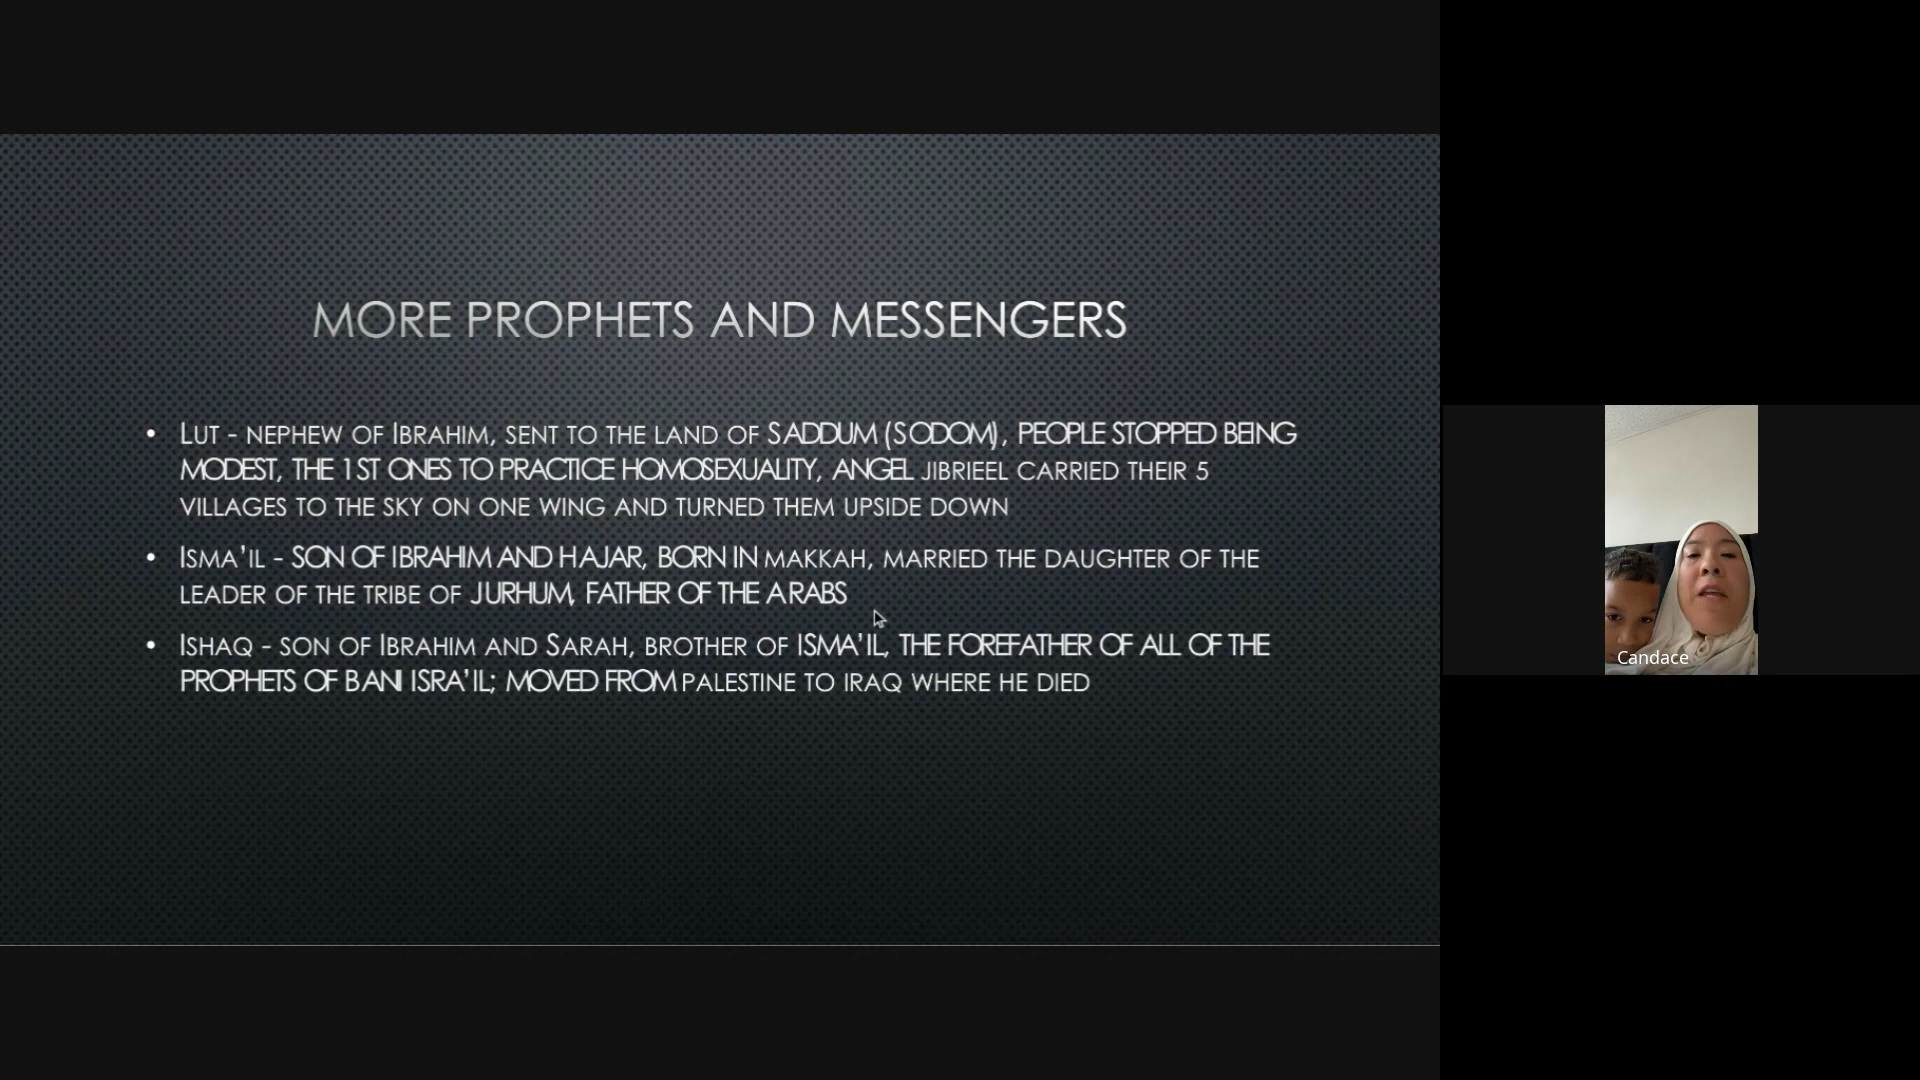 MORE PROPHETS AND MESSENGERS
• LUT - NEPHEW OF IBRAHIM, SENT TO THE LAND OF SADDUM (SODOM), PEOPLE STOPPED BEING
MODEST, THE 1ST ONES TO PRACTICE HOMOSEXUALITY, ANGEL JIBRIEEL CARRIED THEIR 5
VILLAGES TO THE SKY ON ONE WING AND TURNED THEM UPSIDE DOWN
• ISMA'IL - SON OF IBRAHIM AND HAJAR, BORN IN MAKKAH, MARRIED THE DAUGHTER OF THE
LEADER OF THE TRIBE OF JURHUM, FATHER OF THE ARABS
• ISHAQ - SON OF IBRAHIM AND SARAH, BROTHER OF ISMA'IL, THE FOREFATHER OF ALL OF THE
PROPHETS OF BANI ISRA'IL; MOVED FROM PALESTINE TO IRAQ WHERE HE DIED
Candace